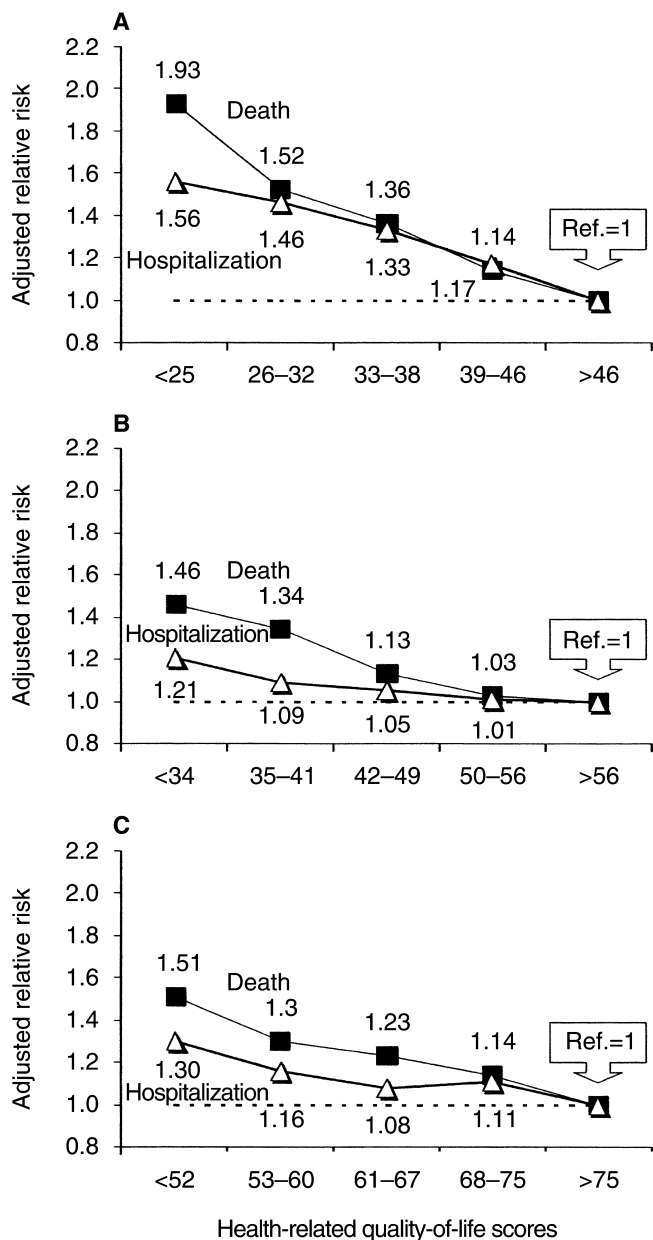 A
Adjusted relative risk
2.2
2.0
1.8
1.6
1.4
1.2
1.0
0.8
1.93
Death
1.52
1.36
1.14
Ref.=1
1.56
1.46
1.33
1.17
Hospitalization
<25 26–32 33–38 39–46 >46
B
Adjusted relative risk
2.2
2.0
1.8
1.6
1.4
1.2
1.0
0.8
1.46
Death
1.34
1.13
1.03
Ref.=1
Hospitalization
1.21
1.09
1.05
1.01
<34 35–41 42–49 50–56 >56
C
Adjusted relative risk
2.2
2.0
1.8
1.6
1.4
1.2
1.0
0.8
1.51
Death
1.3
1.23
1.14
Ref.=1
1.30
Hospitalization
1.16
1.08
1.11
<52 53–60 61–67 68–75 >75
Health-related quality-of-life scores